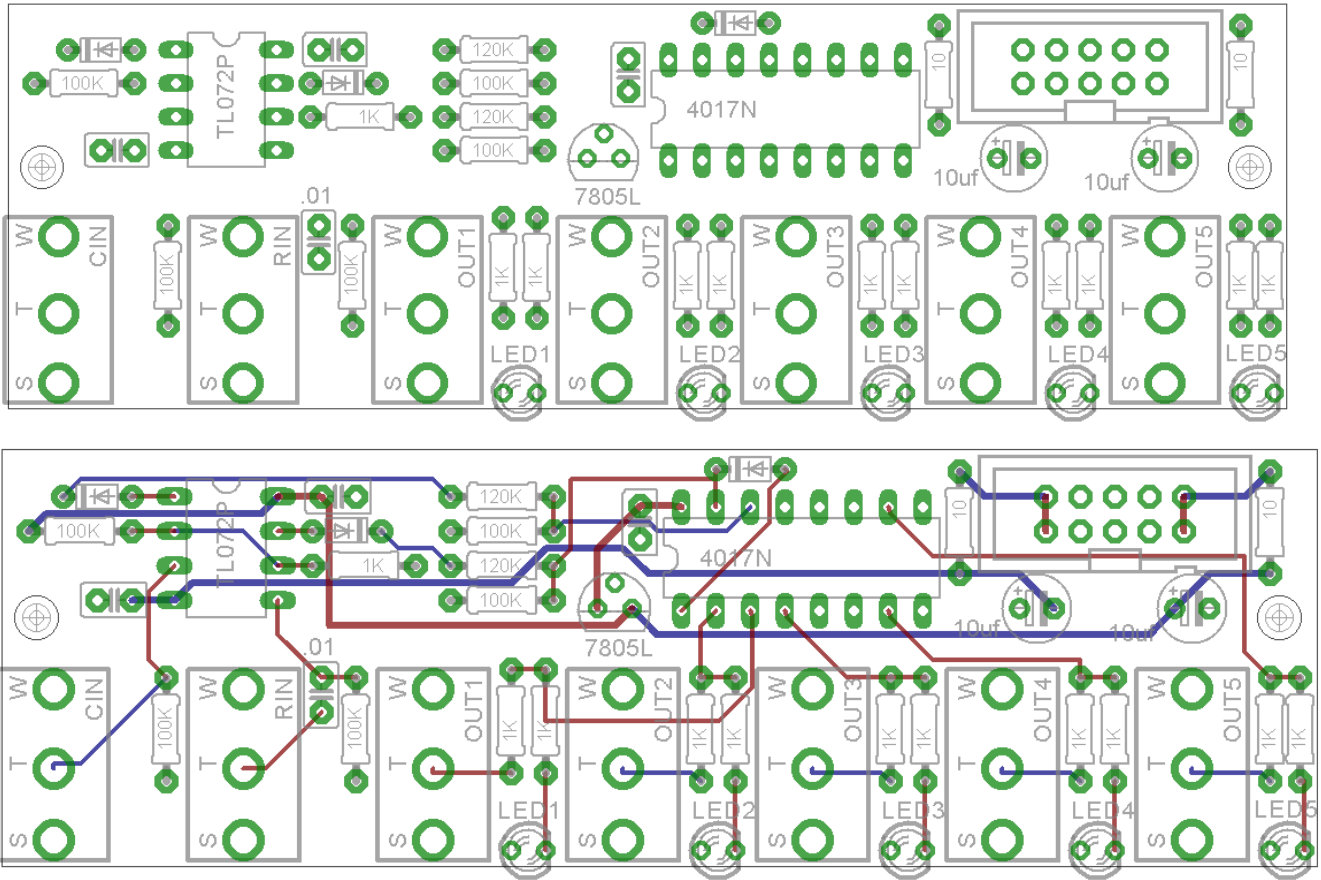 120K
100K
100K
120K
1K
100K
TL072P
4017N
10
10
7805L
10uf
10uf
.01
W
T
S
CIN
100K
W
T
S
RIN
100K
W
T
S
OUT1
1K
1K
W
T
S
OUT2
1K
1K
W
T
S
OUT3
1K
1K
W
T
S
OUT4
1K
1K
W
T
S
OUT5
1K
1K
LED1
LED2
LED3
LED4
LED5
120K
100K
100K
120K
1K
100K
TL072P
4017N
10
10
7805L
10uf
10uf
.01
W
T
S
CIN
100K
W
T
S
RIN
100K
W
T
S
OUT1
1K
1K
W
T
S
OUT2
1K
1K
W
T
S
OUT3
1K
1K
W
T
S
OUT4
1K
1K
W
T
S
OUT5
1K
1K
LED1
LED2
LED3
LED4
LED5